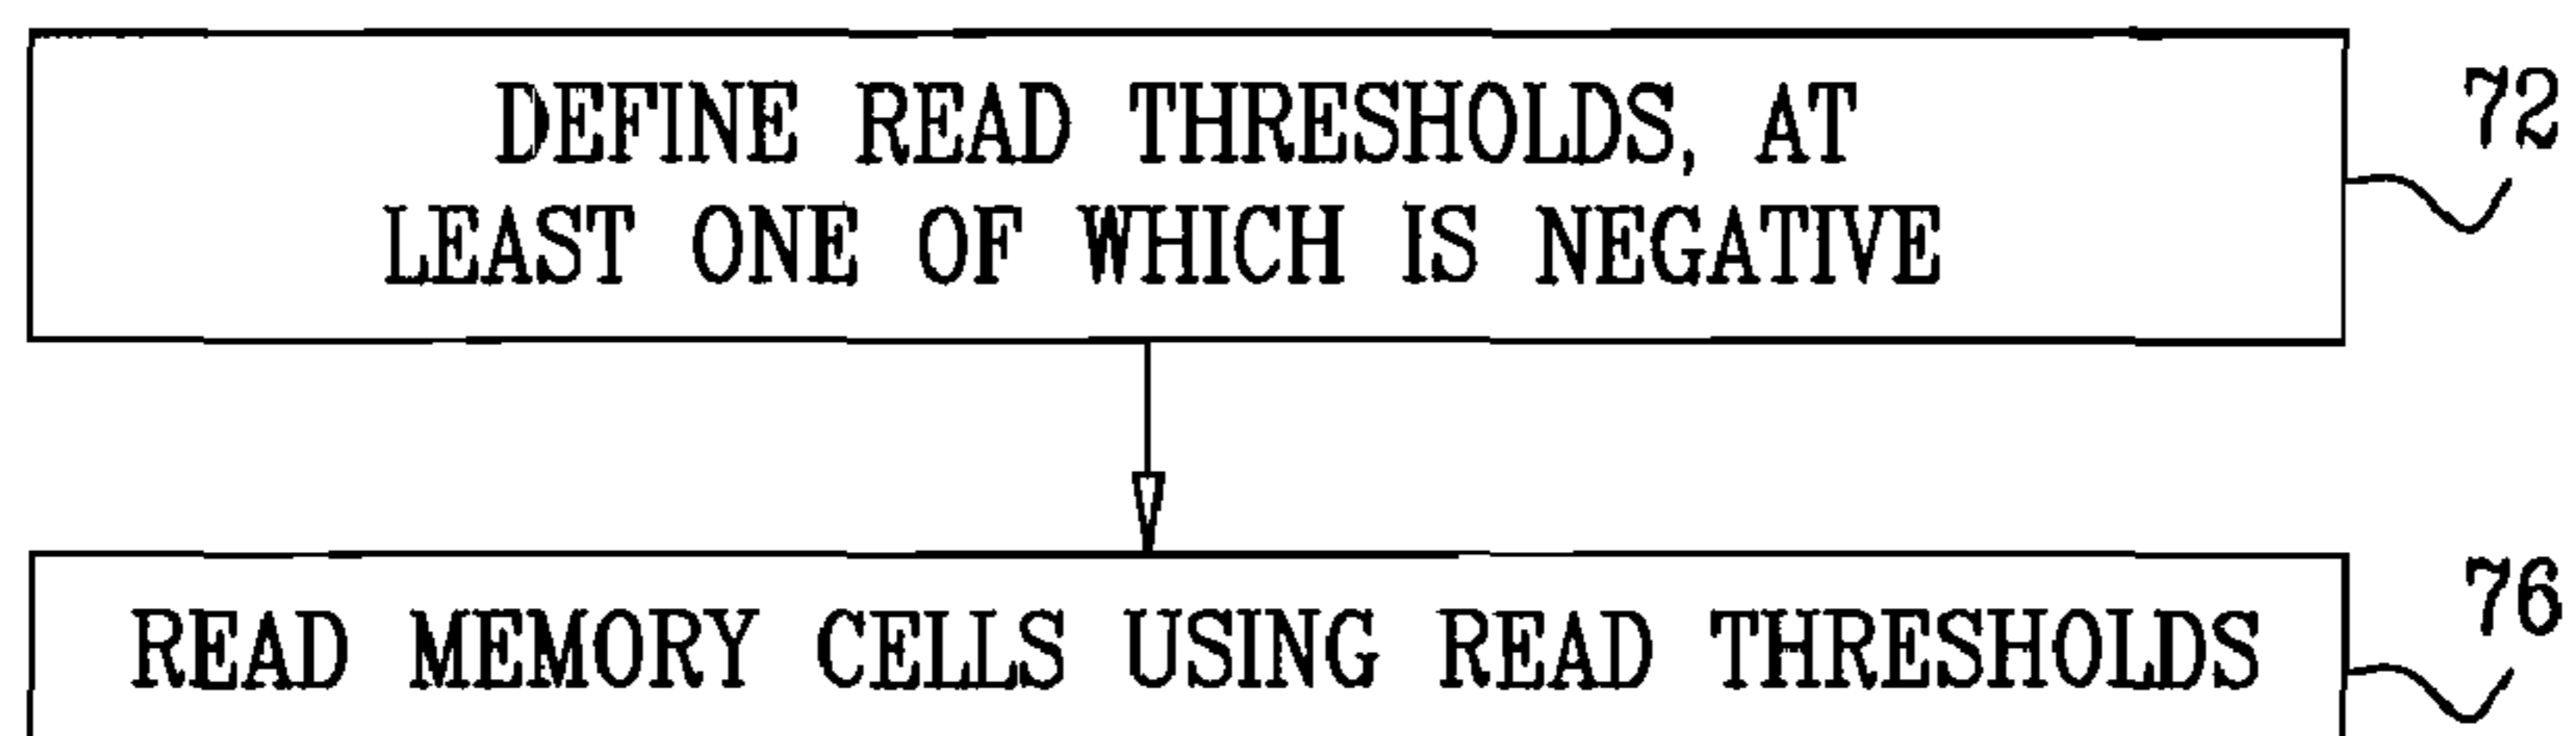 DEFINE READ THRESHOLDS, AT
LEAST ONE OF WHICH IS NEGATIVE
72
READ MEMORY CELLS USING READ THRESHOLDS
76